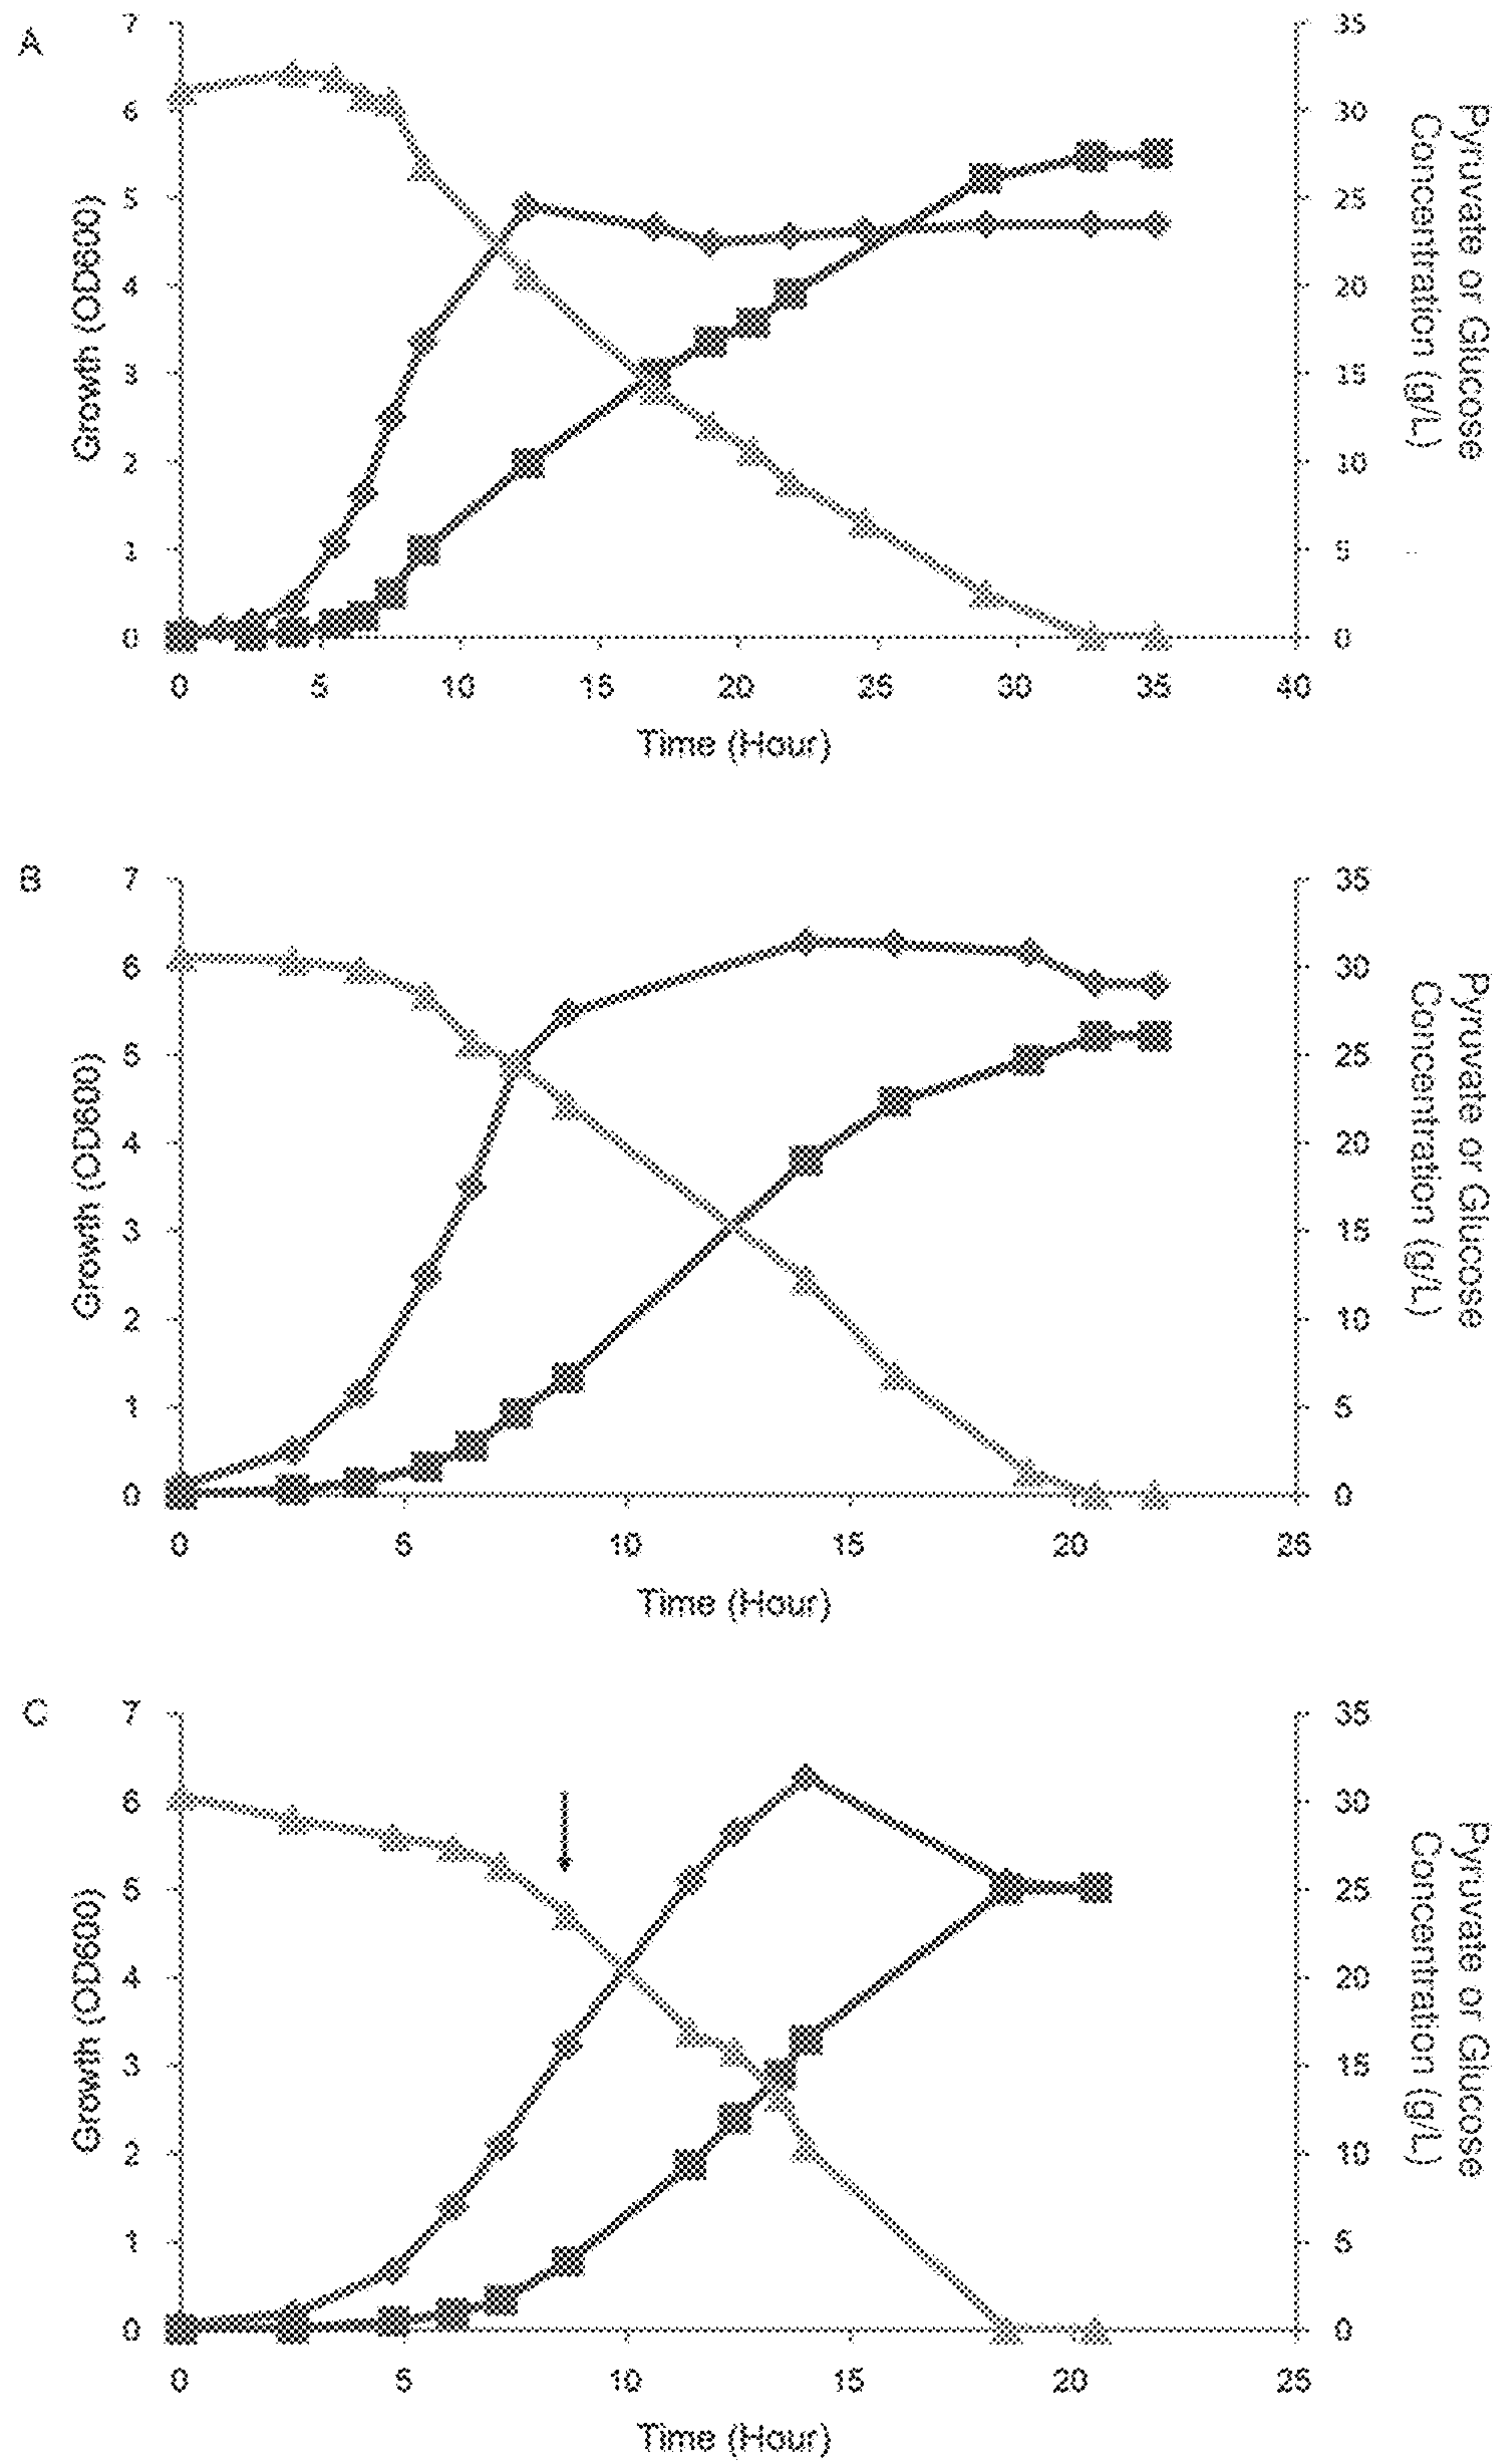 A
7
6
5
4
3
2
1
0
Growth (OD600)
35
30
25
20
15
10
5
0
Pyruvate or Glucose
Concentration (g/L)
0 5 10 15 20 25 30 35 40
Time (Hour)
B
7
6
5
4
3
2
1
0
Growth (OD600)
35
30
25
20
15
10
5
0
Pyruvate or Glucose
Concentration (g/L)
0 5 10 15 20 25
Time (Hour)
C
7
6
5
4
3
2
1
0
Growth (OD600)
35
30
25
20
15
10
5
0
Pyruvate or Glucose
Concentration (g/L)
0 5 10 15 20 25
Time (Hour)